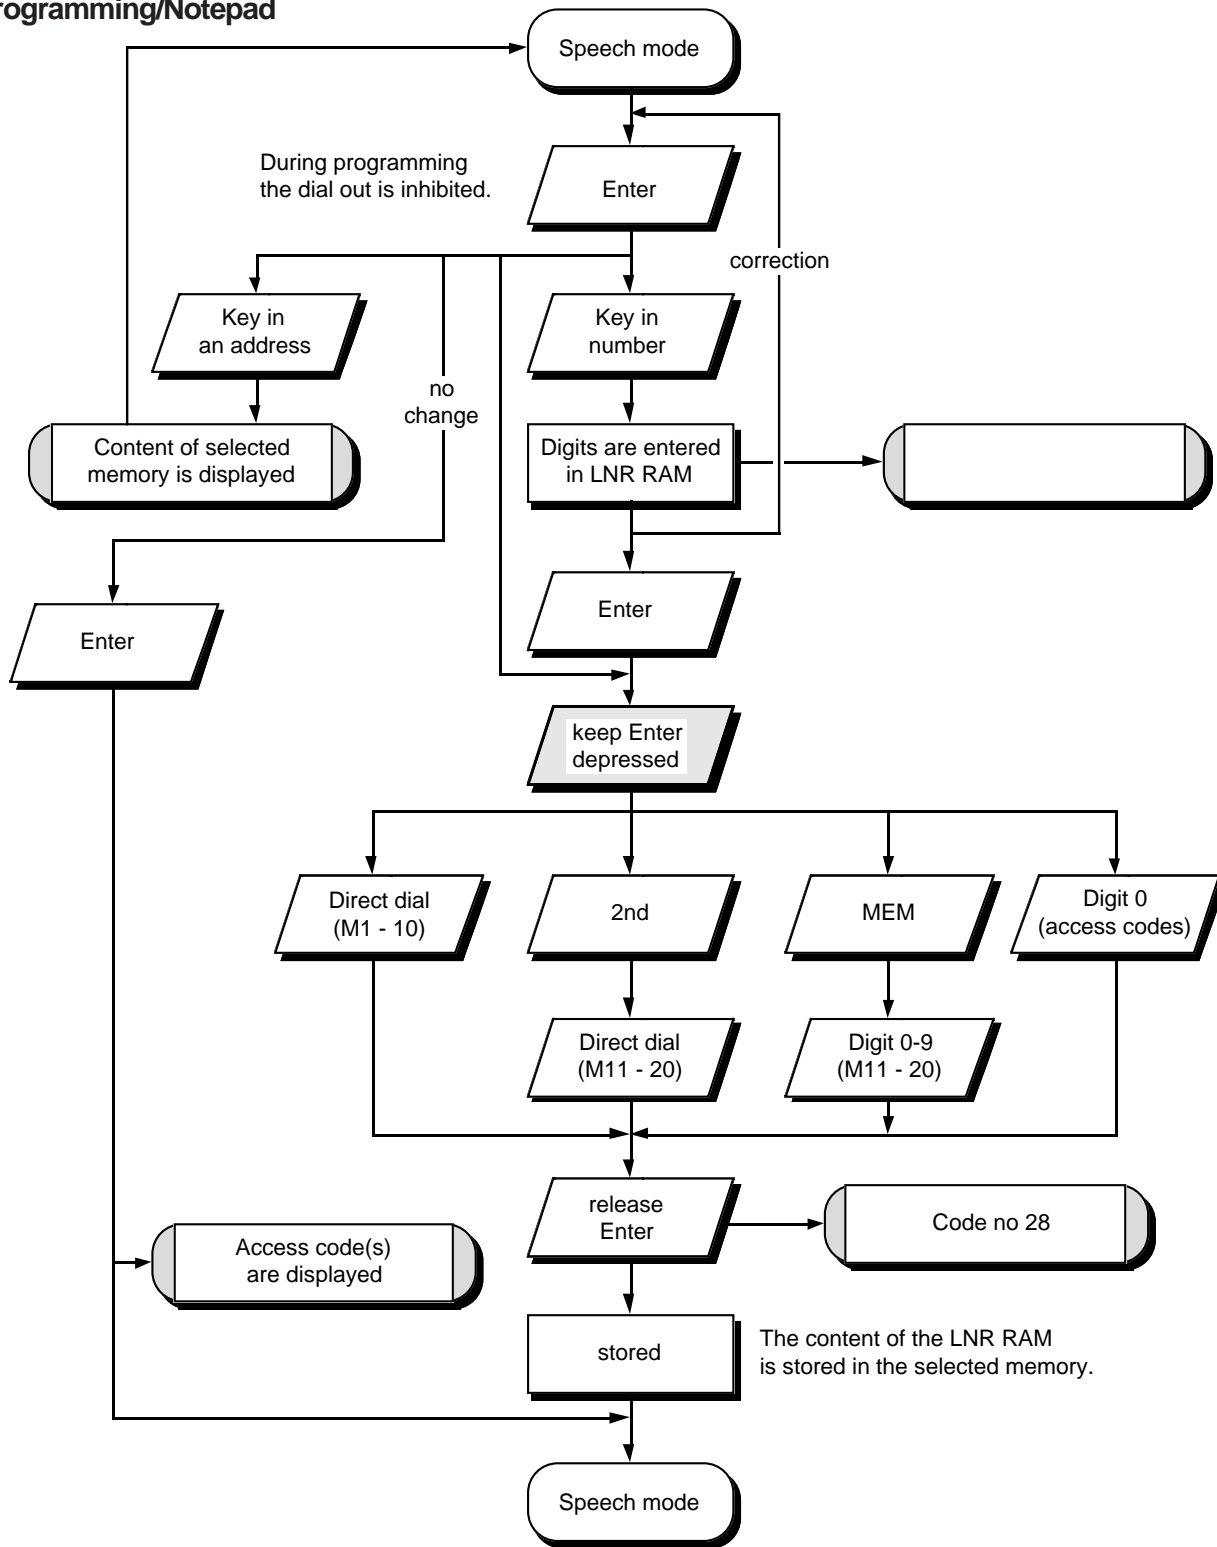 rogramming/Notepad
Speech mode
During programming
the dial out is inhibited.
Enter
correction
Key in
an address
Key in
number
no
change
Content of selected
memory is displayed
Digits are entered
in LNR RAM
Enter
Enter
keep Enter
depressed
Direct dial
(M1 - 10)
2nd
MEM
Digit 0
(access codes)
Direct dial
(M11 - 20)
Digit 0-9
(M11 - 20)
release
Enter
Code no 28
Access code(s)
are displayed
stored
The content of the LNR RAM
is stored in the selected memory.
Speech mode